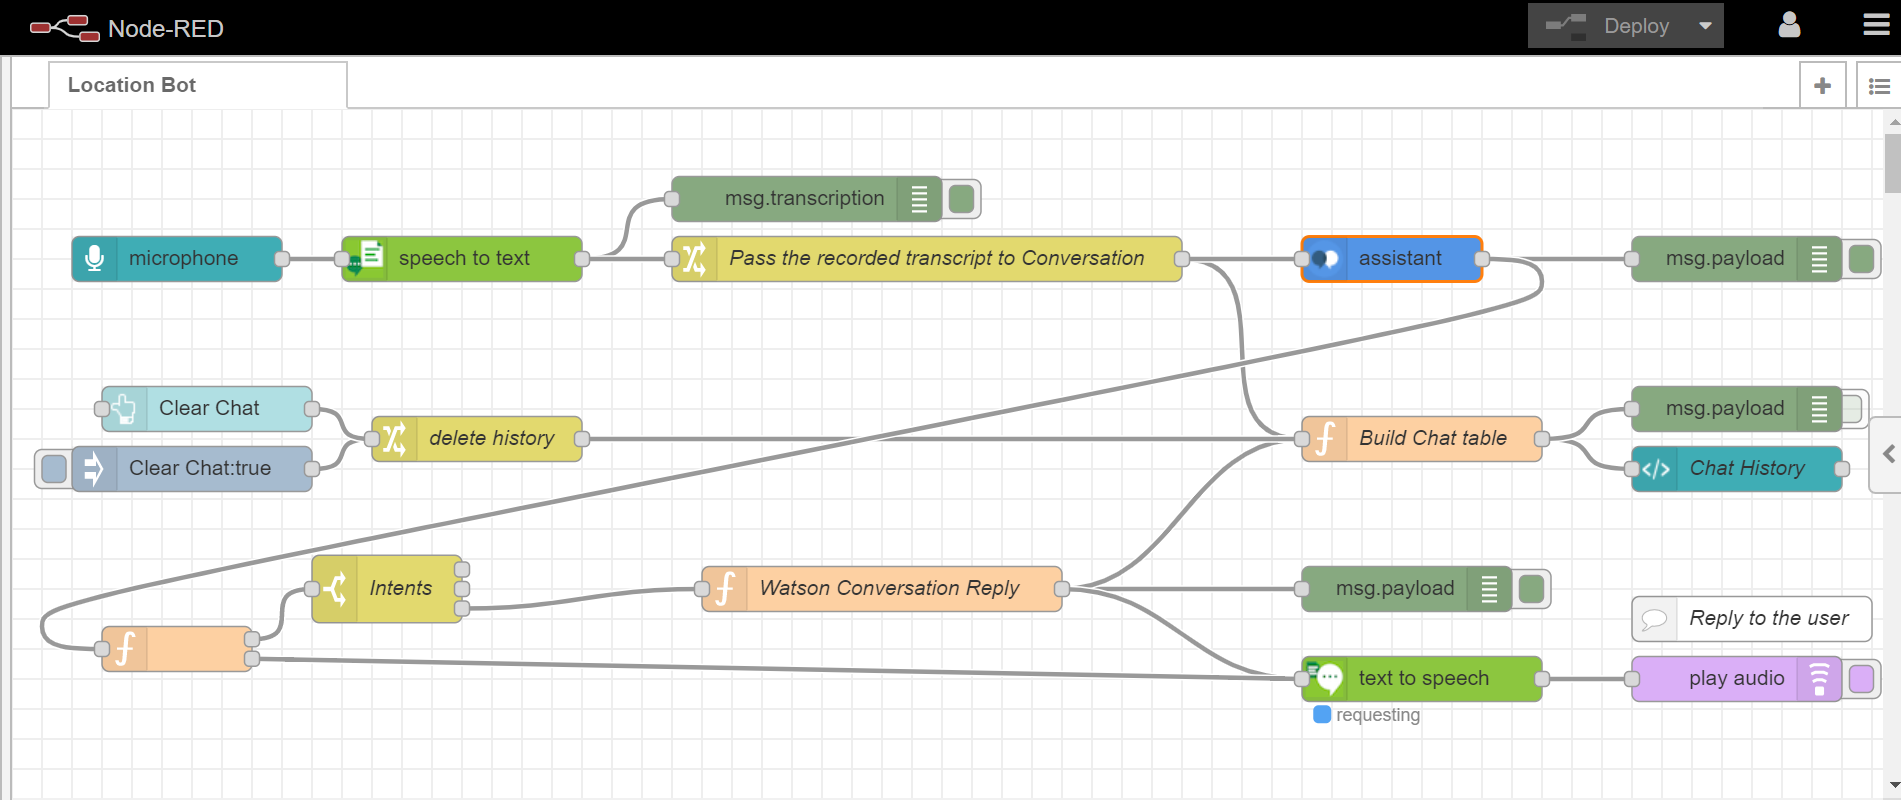 Node-RED
Deploy
Location Bot
msg.transcription
microphone
speech to text
Pass the recorded transcript to Conversation
assistant
msg.payload
Clear Chat
delete history
Clear Chat:true
Build Chat table
msg.payload
Chat History
Intents
Watson Conversation Reply
msg.payload
Reply to the user
text to speech
play audio
requesting